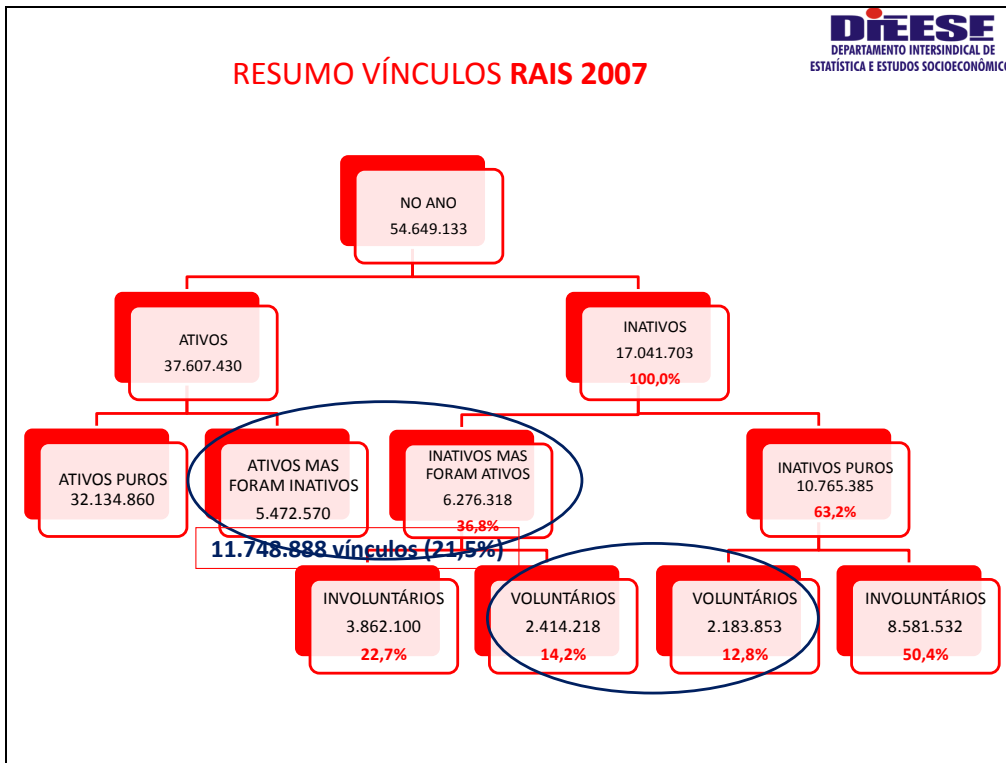 DIEESE
DEPARTAMENTO INTERSINDICAL DE
ESTATÍSTICA E ESTUDOS SOCIOECONÔMICO
RESUMO VÍNCULOS RAIS 2007
NO ANO
54.649.133
ATIVOS
37.607.430
INATIVOS
17.041.703
100,0%
ATIVOS PUROS
32.134.860
ATIVOS MAS
FORAM INATIVOS
5.472.570
INATIVOS MAS
FORAM ATIVOS
6.276.318
36,8%
INATIVOS PUROS
10.765.385
63,2%
11.748.888 vínculos (21,5%)
INVOLUNTÁRIOS
3.862.100
22,7%
VOLUNTÁRIOS
2.414.218
14,2%
VOLUNTÁRIOS
2.183.853
12,8%
INVOLUNTÁRIOS
8.581.532
50,4%